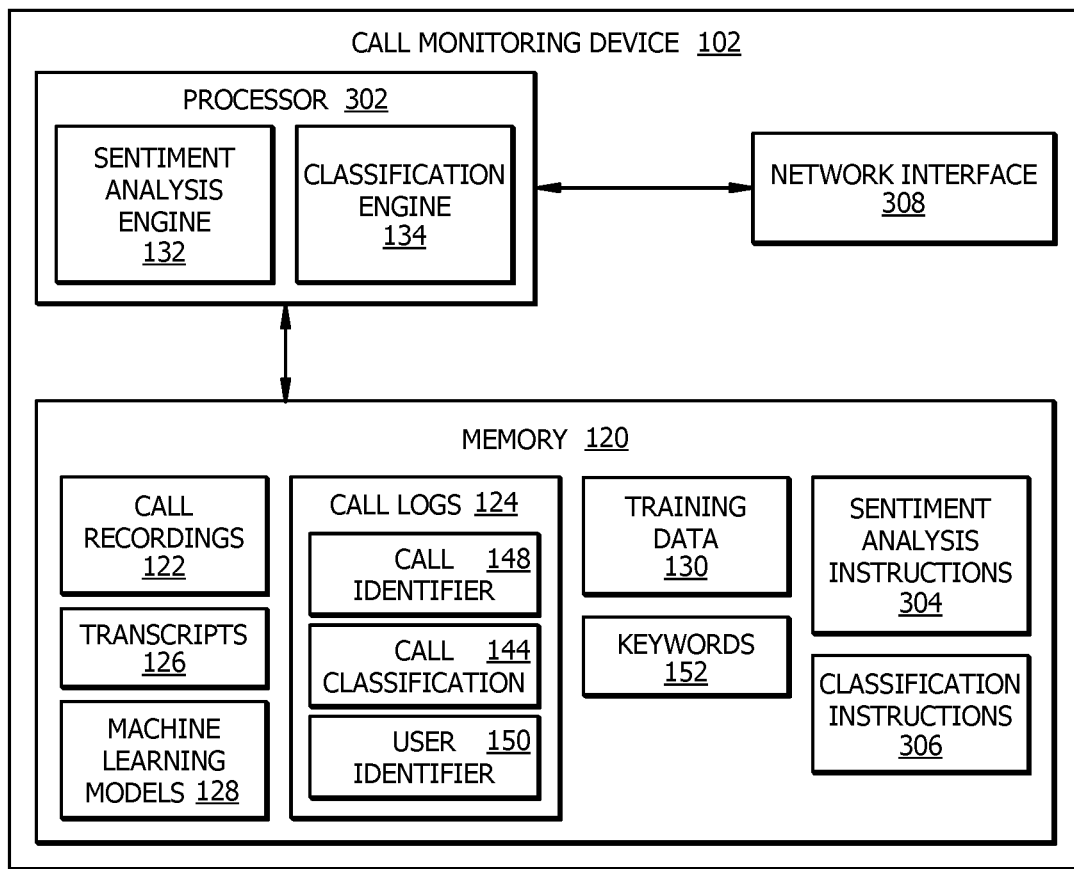 CALL MONITORING DEVICE 102
PROCESSOR 302
SENTIMENT
ANALYSIS
ENGINE
132
CLASSIFICATION
ENGINE
134
NETWORK INTERFACE
308
MEMORY 120
CALL
RECORDINGS
122
TRANSCRIPTS
126
MACHINE
LEARNING
MODELS 128
CALL LOGS 124
CALL 148
IDENTIFIER
CALL 144
CLASSIFICATION
USER 150
IDENTIFIER
TRAINING
DATA
130
KEYWORDS
152
SENTIMENT
ANALYSIS
INSTRUCTIONS
304
CLASSIFICATION
INSTRUCTIONS
306